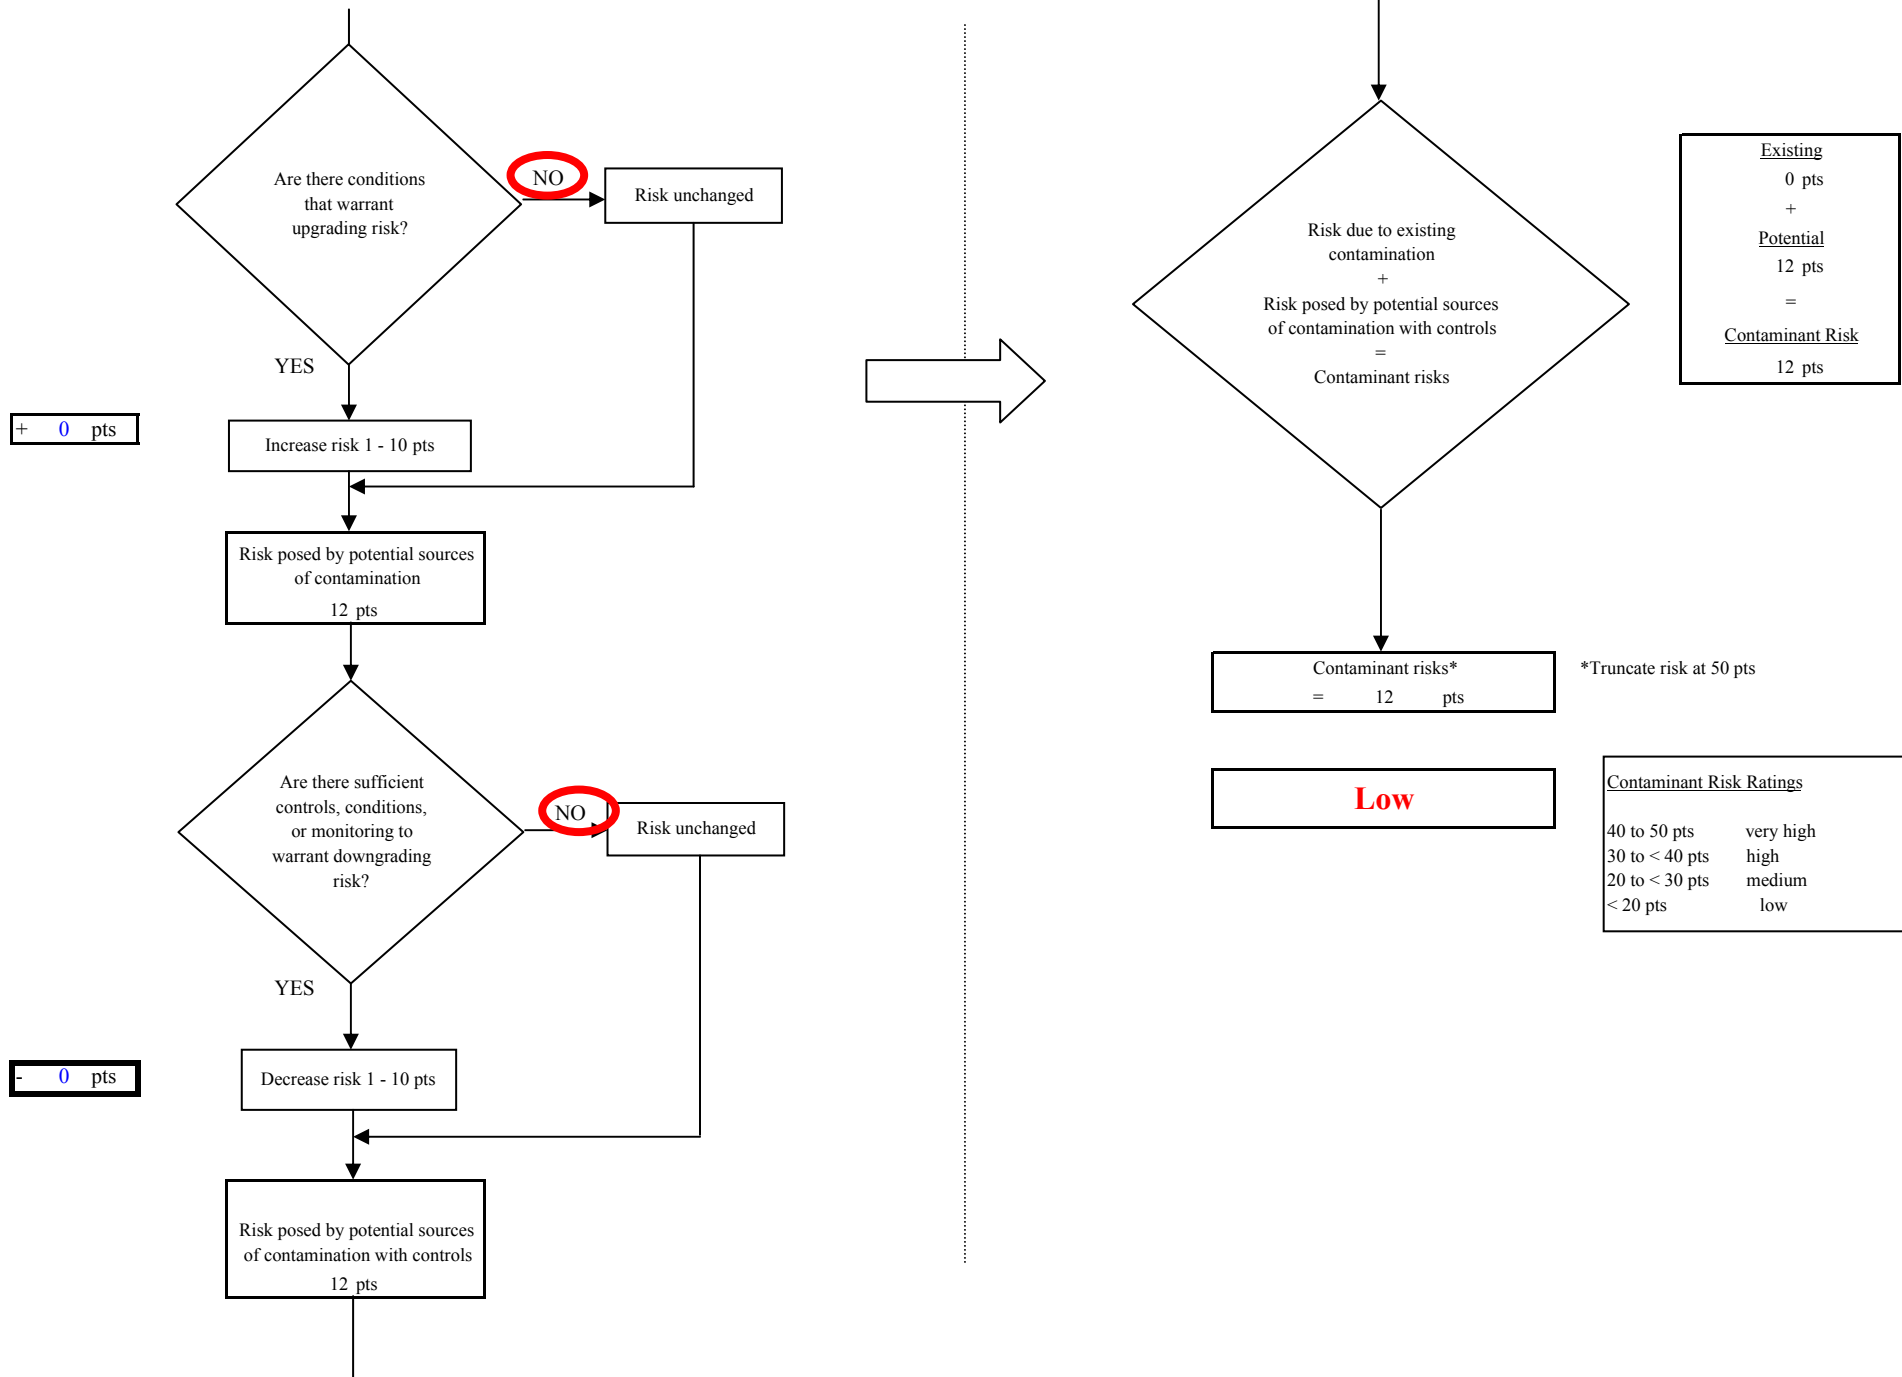 Are there conditions
that warrant
upgrading risk?
NO
Risk unchanged
YES
+ 0 pts
Increase risk 1 - 10 pts
Risk posed by potential sources
of contamination
12 pts
Are there sufficient
controls, conditions,
or monitoring to
warrant downgrading
risk?
NO
Risk unchanged
YES
- 0 pts
Decrease risk 1 - 10 pts
Risk posed by potential sources
of contamination with controls
12 pts
Risk due to existing
contamination
+
Risk posed by potential sources
of contamination with controls
=
Contaminant risks
Existing
0 pts
+
Potential
12 pts
=
Contaminant Risk
12 pts
Contaminant risks*
= 12 pts
*Truncate risk at 50 pts
Low
Contaminant Risk Ratings
40 to 50 pts very high
30 to < 40 pts high
20 to < 30 pts medium
< 20 pts low